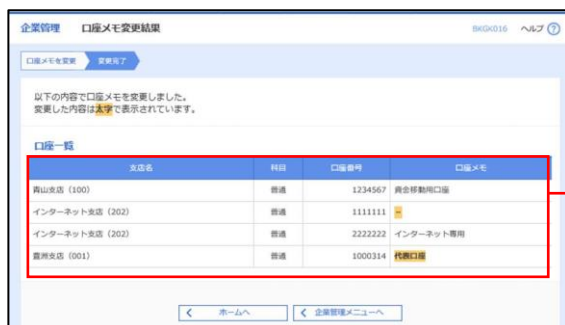 企業管理 口座メモ変更結果 BKGK016 ヘルプ ?
口座メモを変更 変更完了
以下の内容で口座メモを変更しました。
変更した内容は太字で表示されています。
口座一覧
支店名 科目 口座番号 口座メモ
青山支店（100） 普通 1234567 資金移動用口座
インターネット支店（202） 普通 1111111 －
インターネット支店（202） 普通 2222222 インターネット専用
豊洲支店（001） 普通 1000314 代表口座
ホームへ 企業管理メニューへ